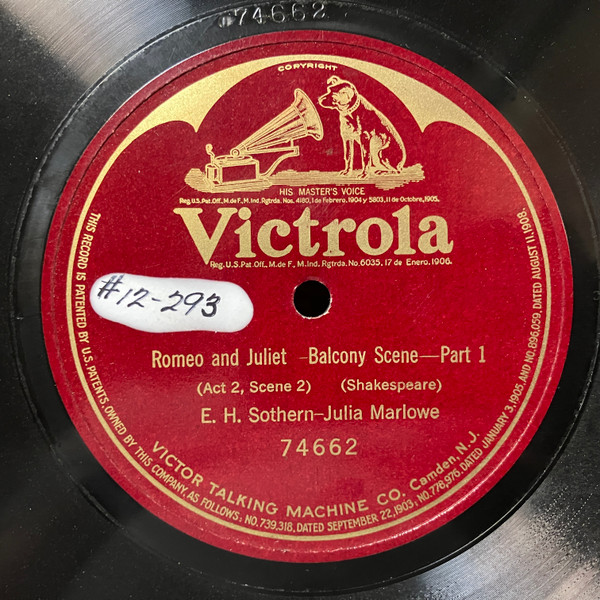 74662
COPYRIGHT
HIS MASTER'S VOICE
Reg. U.S. Pat. Off., M. de F., M. Ind. Rgtrda. Nos. 4180, 1 de Febrero, 1904 y 5803, 11 de Octubre, 1905.
Victrola
Reg. U.S. Pat. Off., M. de F., M. Ind. Rgtrda. No. 6035, 17 de Enero, 1906.
#12-293
Romeo and Juliet -Balcony Scene—Part 1
(Act 2, Scene 2) (Shakespeare)
E. H. Sothern-Julia Marlowe
74662
VICTOR TALKING MACHINE CO. Camden, N. J.
THIS RECORD IS PATENTED BY U.S. PATENTS, OWNED BY THIS COMPANY, AS FOLLOWS: NO. 739,318, DATED SEPTEMBER 22, 1903, NO. 778,976, DATED JANUARY 3, 1905, AND NO. 896,059, DATED AUGUST 11, 1908.